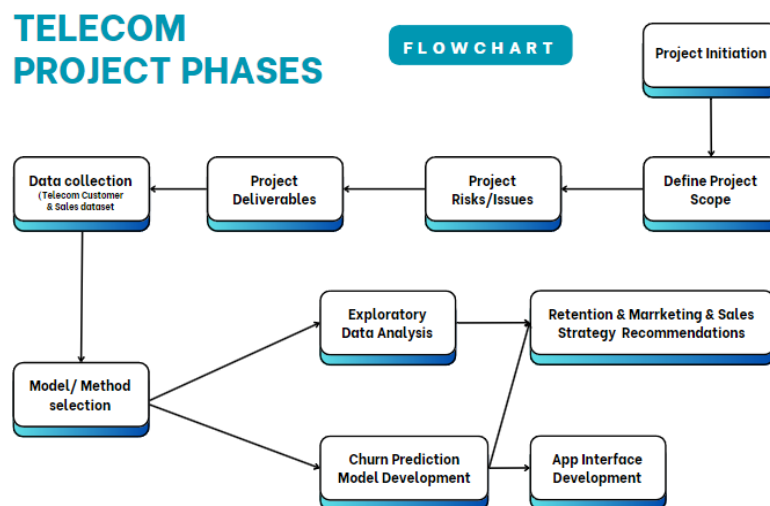 TELECOM
PROJECT PHASES
FLOWCHART
Project Initiation
Data collection
(Telecom Customer
& Sales dataset
Project
Deliverables
Project
Risks/Issues
Define Project
Scope
Exploratory
Data Analysis
Retention & Marrketing & Sales
Strategy Recommendations
Model/ Method
selection
Churn Prediction
Model Development
App Interface
Development